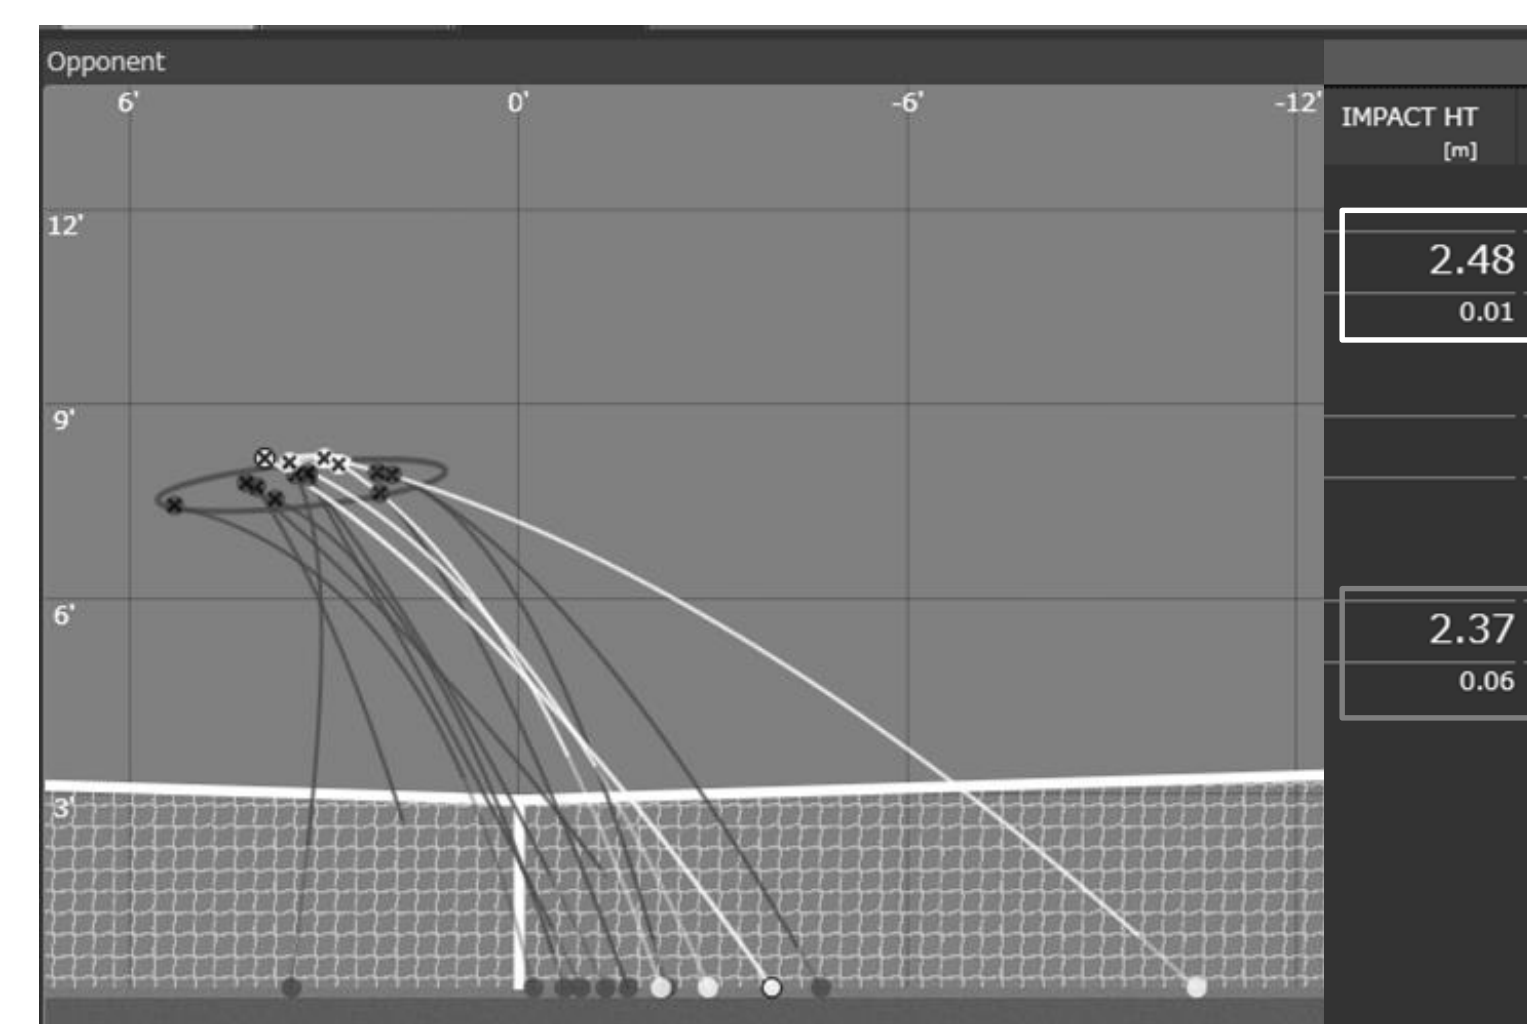 Opponent
6' 0' -6' -12'
IMPACT HT
[m]
12'
2.48
0.01
9'
6'
2.37
0.06
3'